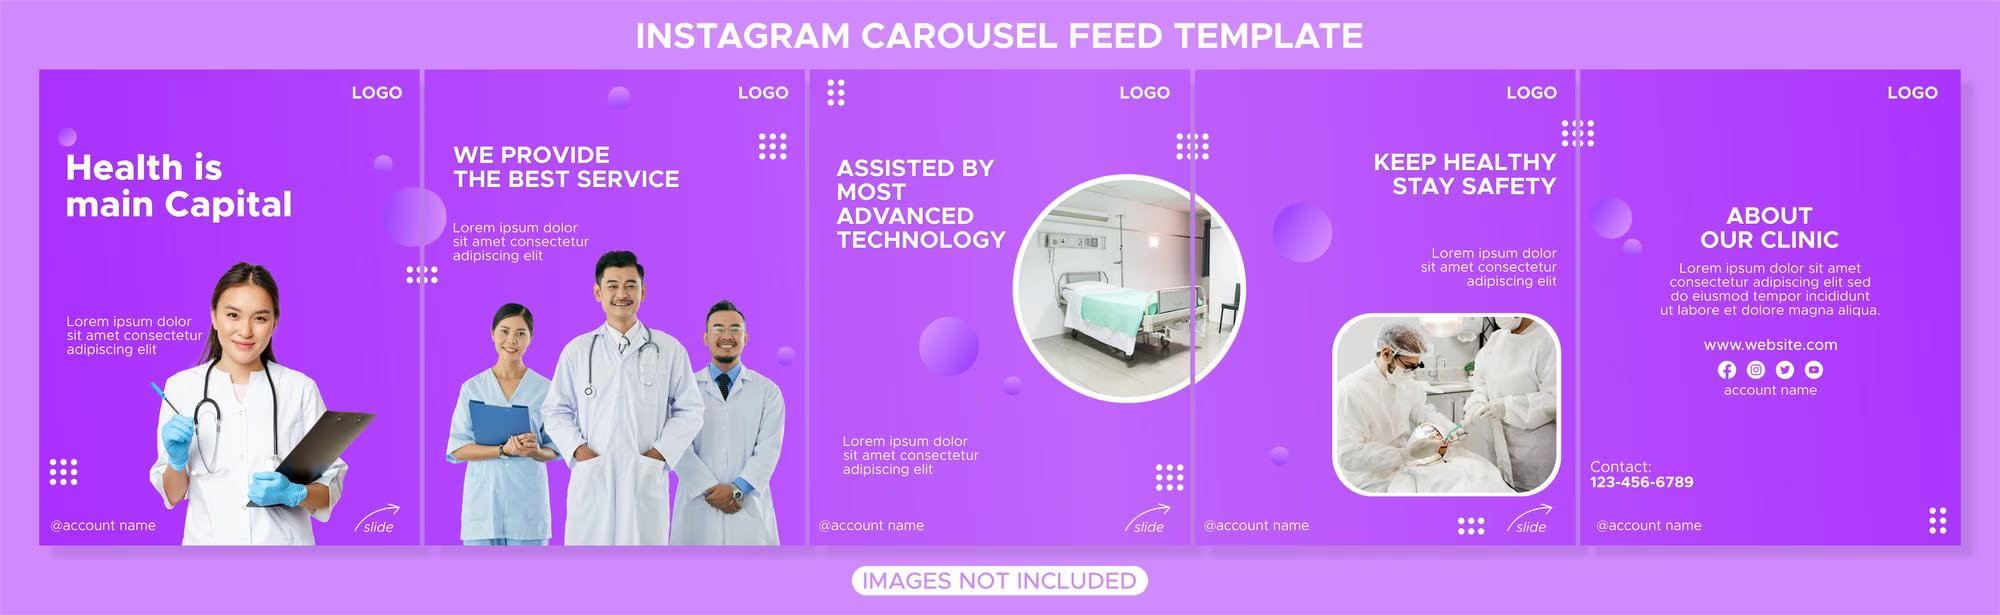 INSTAGRAM CAROUSEL FEED TEMPLATE
LOGO
Health is
main Capital
Lorem ipsum dolor
sit amet consectetur
adipiscing elit
@account name
slide
LOGO
WE PROVIDE
THE BEST SERVICE
Lorem ipsum dolor
sit amet consectetur
adipiscing elit
LOGO
ASSISTED BY
MOST
ADVANCED
TECHNOLOGY
Lorem ipsum dolor
sit amet consectetur
adipiscing elit
@account name
slide
LOGO
KEEP HEALTHY
STAY SAFETY
Lorem ipsum dolor
sit amet consectetur
adipiscing elit
@account name
slide
LOGO
ABOUT
OUR CLINIC
Lorem ipsum dolor sit amet
consectetur adipiscing elit sed
do eiusmod tempor incididunt
ut labore et dolore magna aliqua.
www.website.com
account name
Contact:
123-456-6789
@account name
IMAGES NOT INCLUDED